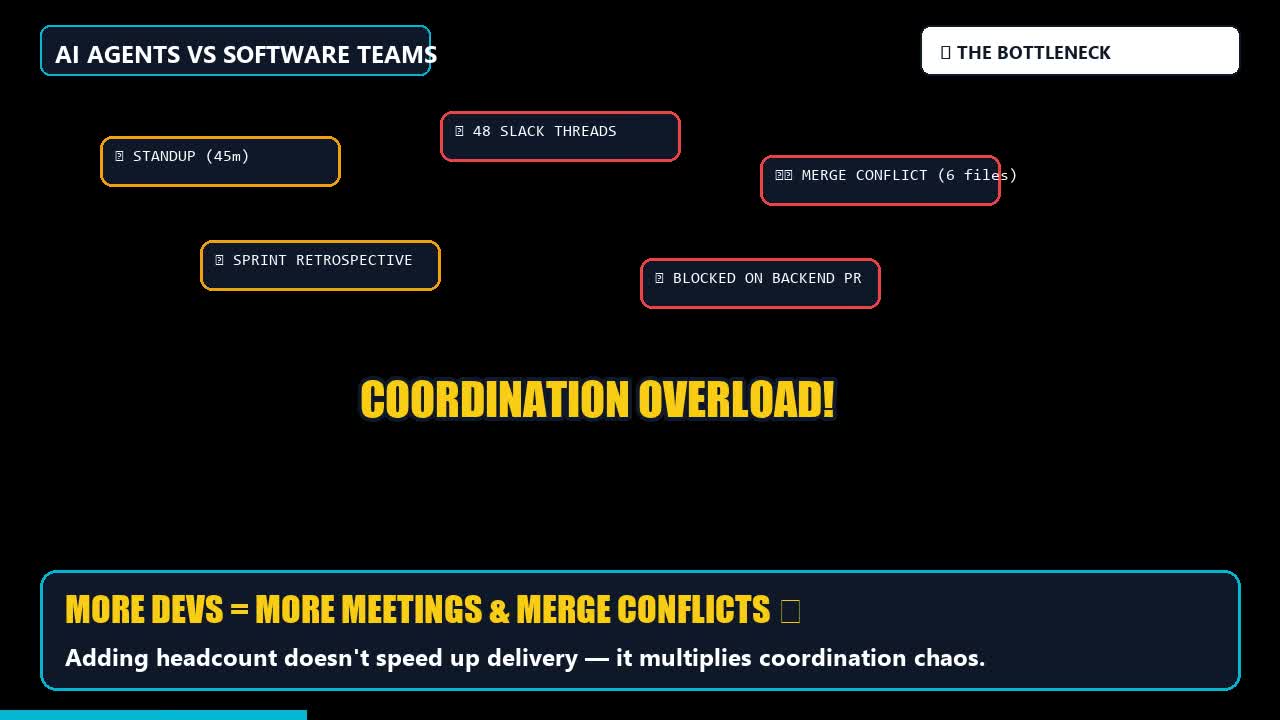 AI AGENTS VS SOFTWARE TEAMS
THE BOTTLENECK
48 SLACK THREADS
STANDUP (45m)
MERGE CONFLICT (6 files)
SPRINT RETROSPECTIVE
BLOCKED ON BACKEND PR
COORDINATION OVERLOAD!
MORE DEVS = MORE MEETINGS & MERGE CONFLICTS
Adding headcount doesn't speed up delivery — it multiplies coordination chaos.